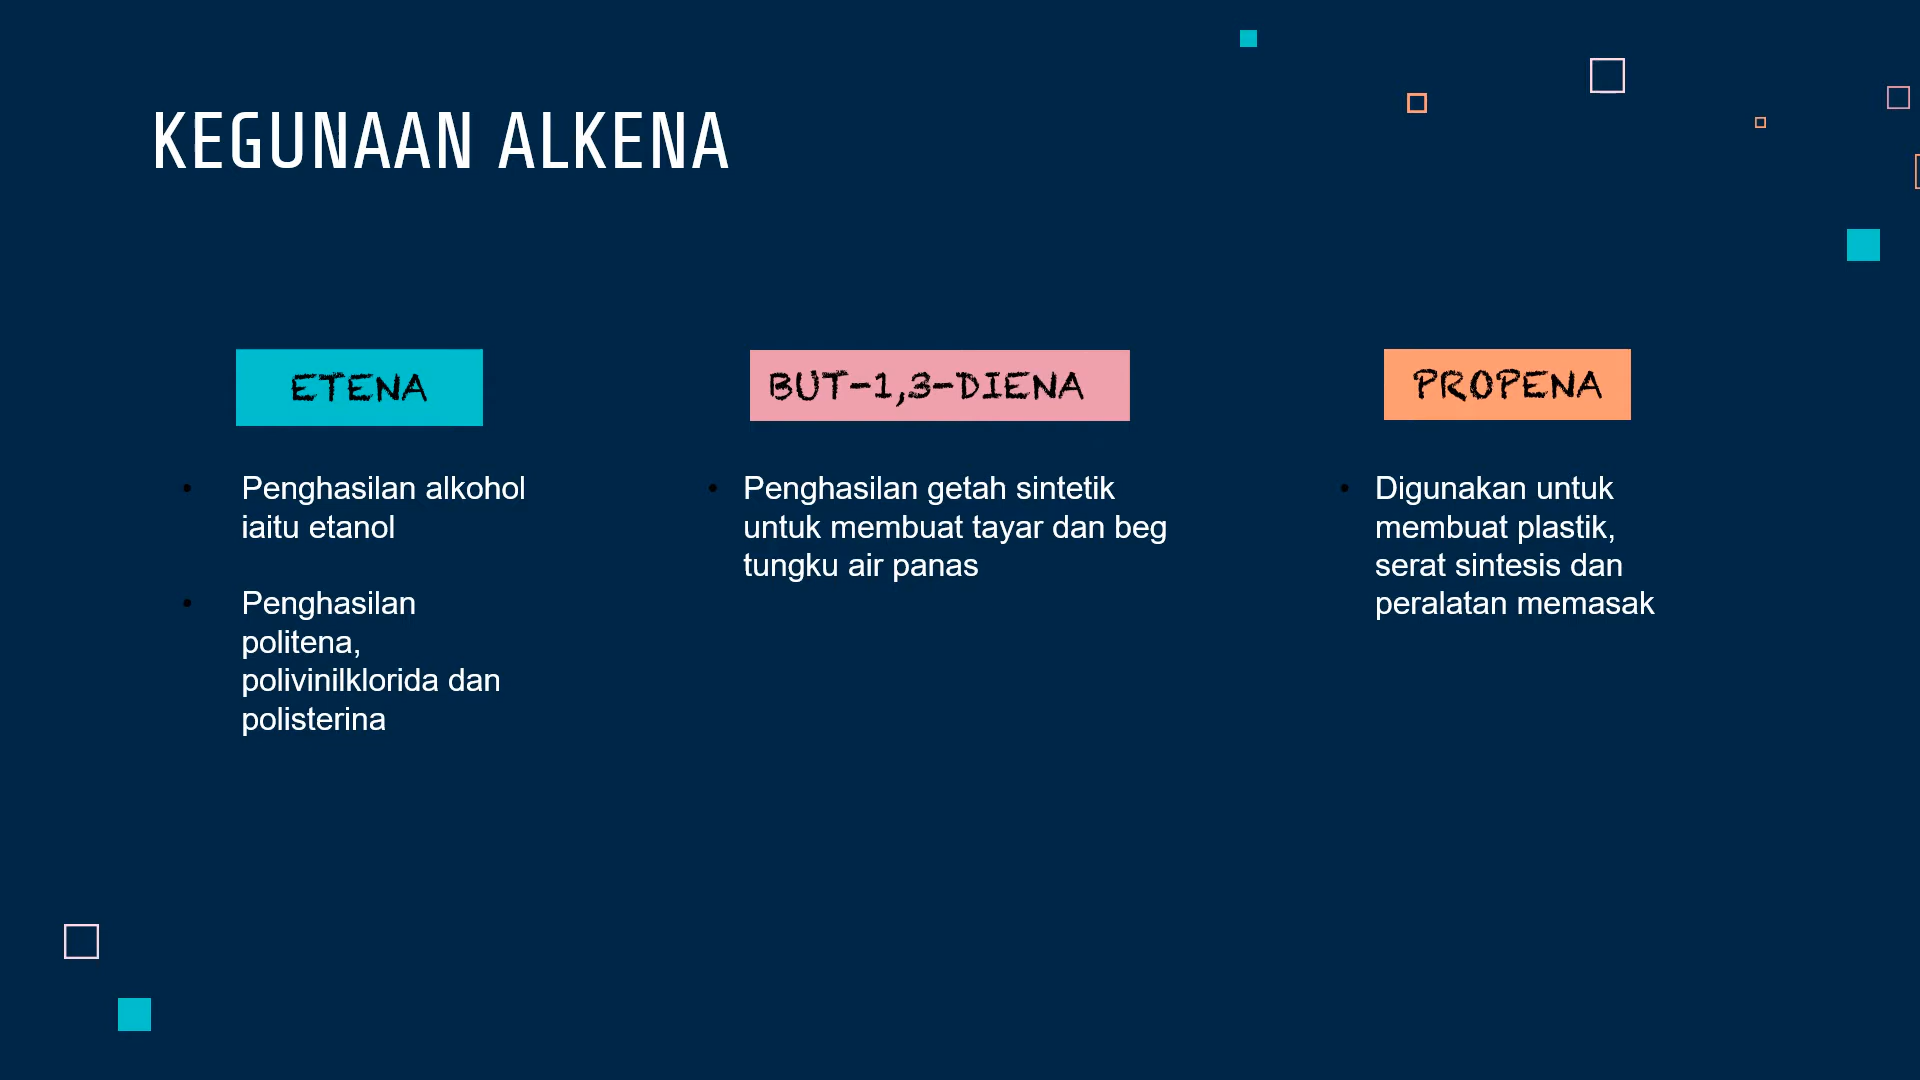 KEGUNAAN ALKENA
ETENA
• Penghasilan alkohol
iaitu etanol
• Penghasilan
politena,
polivinilklorida dan
polisterina
BUT-1,3-DIENA
• Penghasilan getah sintetik
untuk membuat tayar dan beg
tungku air panas
PROPENA
• Digunakan untuk
membuat plastik,
serat sintesis dan
peralatan memasak